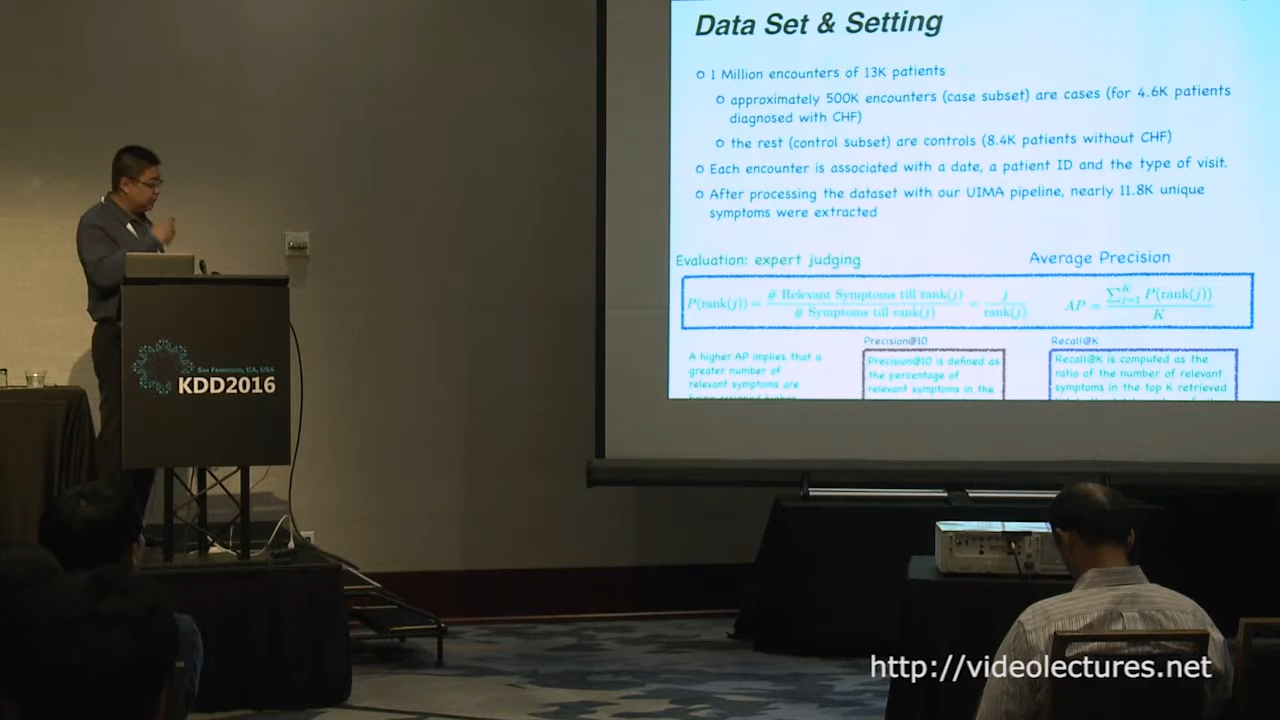 Data Set & Setting
1 Million encounters of 13K patients
approximately 500K encounters (case subset) are cases (for 4.6K patients
diagnosed with CHF)
the rest (control subset) are controls (8.4K patients without CHF)
Each encounter is associated with a date, a patient ID and the type of visit.
After processing the dataset with our UIMA pipeline, nearly 11.8K unique
symptoms were extracted
Evaluation: expert judging
Average Precision
P(rank(j)) = # Relevant Symptoms till rank(j) / # Symptoms till rank(j) = j / rank(j)
AP = ∑_{j=1}^{K} P(rank(j)) / K
A higher AP implies that a
greater number of
relevant symptoms are
Precision@10
Precision@10 is defined as
the percentage of
relevant symptoms in the
Recall@K
Recall@K is computed as the
ratio of the number of relevant
symptoms in the top K retrieved
SAN FRANCISCO, CA, USA
KDD2016
http://videolectures.net